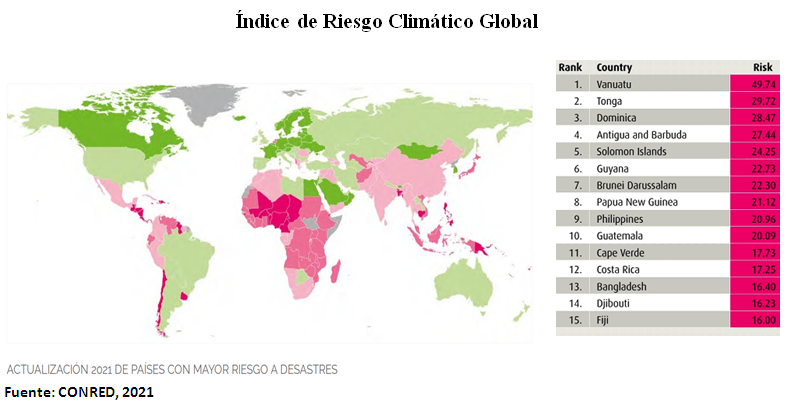 Índice de Riesgo Climático Global
Rank Country Risk
1. Vanuatu 49.74
2. Tonga 29.72
3. Dominica 28.47
4. Antigua and Barbuda 27.44
5. Solomon Islands 24.25
6. Guyana 22.73
7. Brunei Darussalam 22.30
8. Papua New Guinea 21.12
9. Philippines 20.96
10. Guatemala 20.09
11. Cape Verde 17.73
12. Costa Rica 17.25
13. Bangladesh 16.40
14. Djibouti 16.23
15. Fiji 16.00
ACTUALIZACIÓN 2021 DE PAÍSES CON MAYOR RIESGO A DESASTRES
Fuente: CONRED, 2021